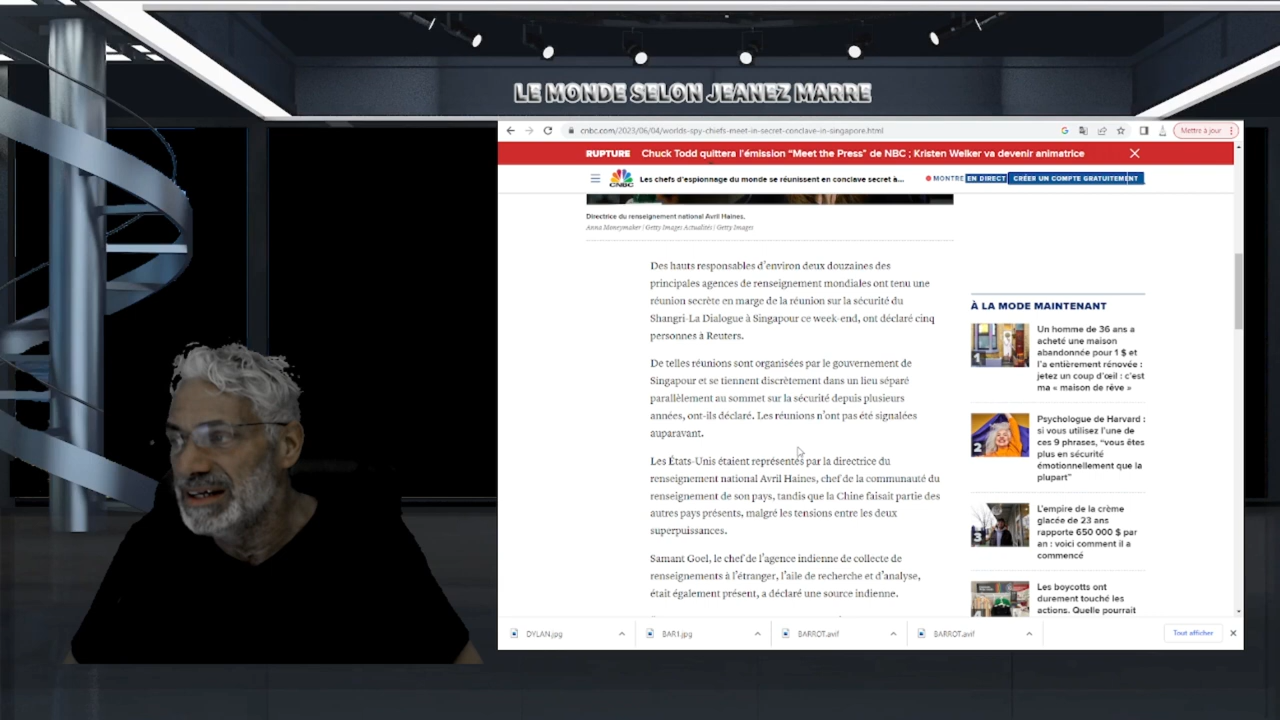 LE MONDE SELON JEANEZ MARRE
cnbc.com/2023/06/04/worlds-spy-chiefs-meet-in-secret-conclave-in-singapore.html
Mettre à jour
RUPTURE Chuck Todd quittera l'émission “Meet the Press” de NBC ; Kristen Welker va devenir animatrice
CNBC
Les chefs d'espionnage du monde se réunissent en conclave secret à...
MONTRE EN DIRECT
CRÉER UN COMPTE GRATUITEMENT
Directrice du renseignement national Avril Haines.
Anna Moneymaker | Getty Images Actualités | Getty Images
Des hauts responsables d'environ deux douzaines des
principales agences de renseignement mondiales ont tenu une
réunion secrète en marge de la réunion sur la sécurité du
Shangri-La Dialogue à Singapour ce week-end, ont déclaré cinq
personnes à Reuters.
De telles réunions sont organisées par le gouvernement de
Singapour et se tiennent discrètement dans un lieu séparé
parallèlement au sommet sur la sécurité depuis plusieurs
années, ont-ils déclaré. Les réunions n'ont pas été signalées
auparavant.
Les États-Unis étaient représentés par la directrice du
renseignement national Avril Haines, chef de la communauté du
renseignement de son pays, tandis que la Chine faisait partie des
autres pays présents, malgré les tensions entre les deux
superpuissances.
Samant Goel, le chef de l'agence indienne de collecte de
renseignements à l'étranger, l'aile de recherche et d'analyse,
était également présent, a déclaré une source indienne.
À LA MODE MAINTENANT
1
Un homme de 36 ans a
acheté une maison
abandonnée pour 1 $ et
l'a entièrement rénovée :
jetez un coup d'œil : c'est
ma « maison de rêve »
2
Psychologue de Harvard :
si vous utilisez l'une de
ces 9 phrases, “vous êtes
plus en sécurité
émotionnellement que la
plupart”
3
L'empire de la crème
glacée de 23 ans
rapporte 650 000 $ par
an : voici comment il a
commencé
Les boycotts ont
durement touché les
actions. Quelle pourrait
DYLAN.jpg
BAR1.jpg
BARROT.avif
BARROT.avif
Tout afficher